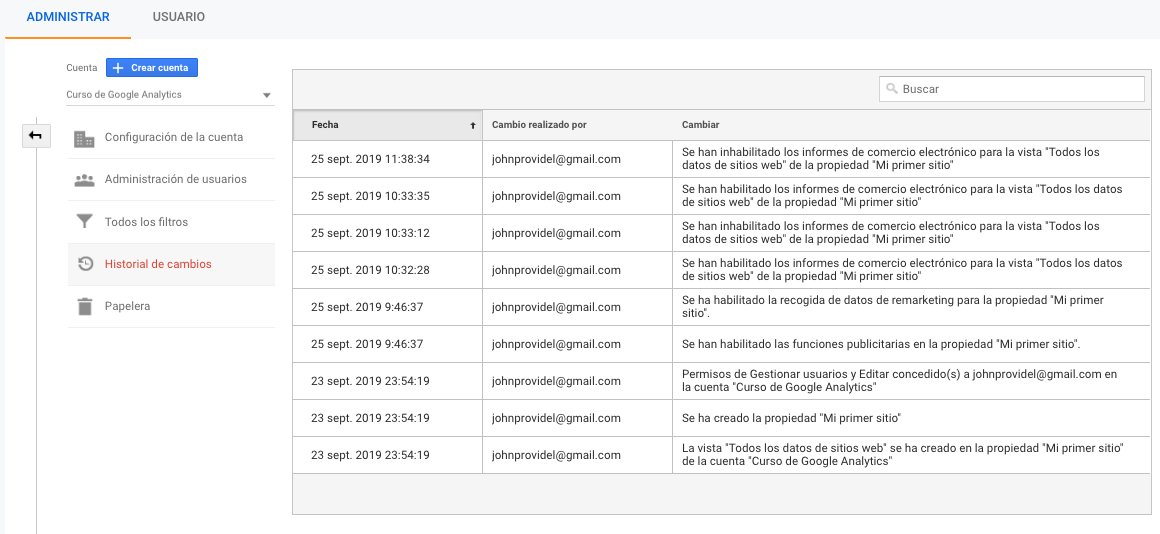 ADMINISTRAR
USUARIO
Cuenta
Crear cuenta
Curso de Google Analytics
Configuración de la cuenta
Administración de usuarios
Todos los filtros
Historial de cambios
Papelera
Buscar
Fecha
Cambio realizado por
Cambiar
25 sept. 2019 11:38:34
johnprovidel@gmail.com
Se han inhabilitado los informes de comercio electrónico para la vista "Todos los
datos de sitios web" de la propiedad "Mi primer sitio"
25 sept. 2019 10:33:35
johnprovidel@gmail.com
Se han habilitado los informes de comercio electrónico para la vista "Todos los datos
de sitios web" de la propiedad "Mi primer sitio"
25 sept. 2019 10:33:12
johnprovidel@gmail.com
Se han inhabilitado los informes de comercio electrónico para la vista "Todos los
datos de sitios web" de la propiedad "Mi primer sitio"
25 sept. 2019 10:32:28
johnprovidel@gmail.com
Se han habilitado los informes de comercio electrónico para la vista "Todos los datos
de sitios web" de la propiedad "Mi primer sitio"
25 sept. 2019 9:46:37
johnprovidel@gmail.com
Se ha habilitado la recogida de datos de remarketing para la propiedad "Mi primer
sitio".
25 sept. 2019 9:46:37
johnprovidel@gmail.com
Se han habilitado las funciones publicitarias en la propiedad "Mi primer sitio".
23 sept. 2019 23:54:19
johnprovidel@gmail.com
Permisos de Gestionar usuarios y Editar concedido(s) a johnprovidel@gmail.com en
la cuenta "Curso de Google Analytics"
23 sept. 2019 23:54:19
johnprovidel@gmail.com
Se ha creado la propiedad "Mi primer sitio"
23 sept. 2019 23:54:19
johnprovidel@gmail.com
La vista "Todos los datos de sitios web" se ha creado en la propiedad "Mi primer sitio"
de la cuenta "Curso de Google Analytics"